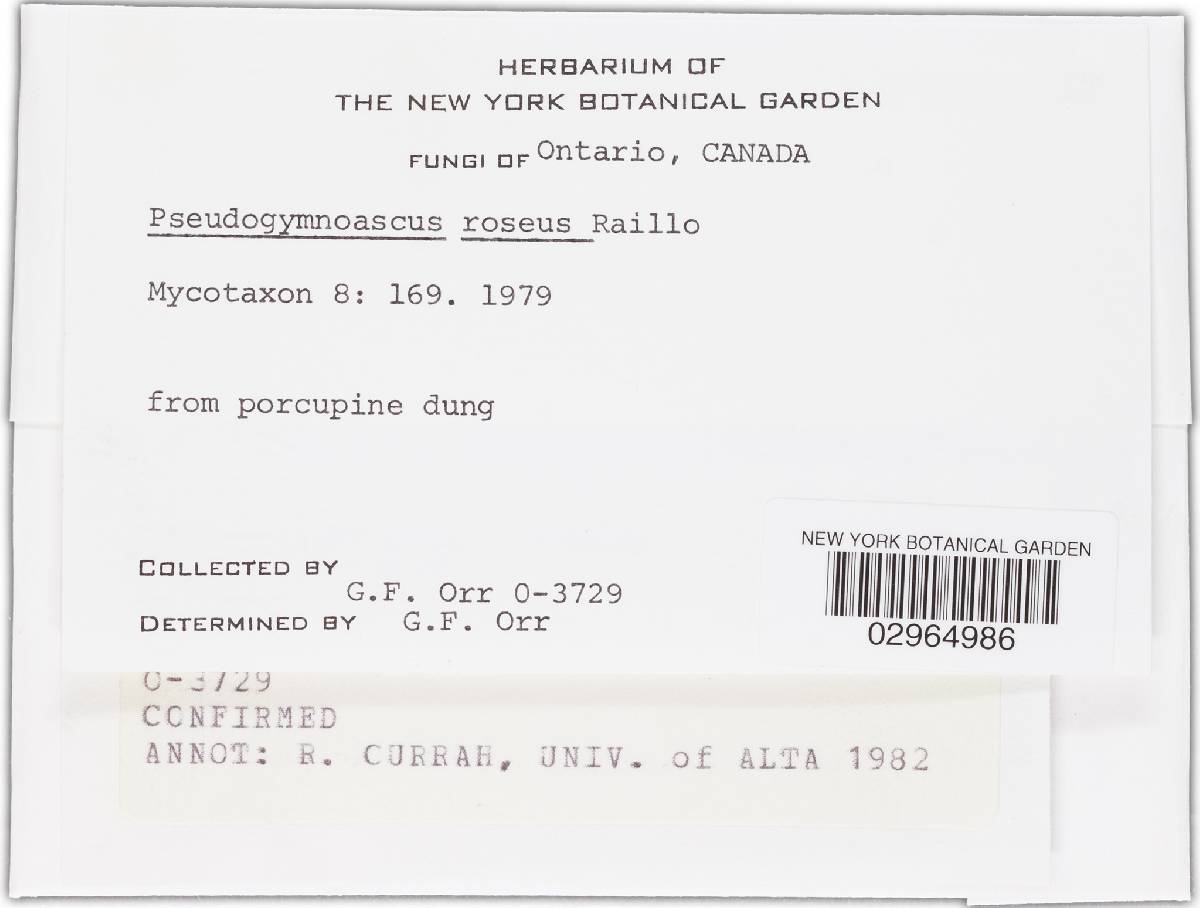 HERBARIUM OF
THE NEW YORK BOTANICAL GARDEN
FUNGI OF Ontario, CANADA
Pseudogymnoascus roseus Raillo
Mycotaxon 8: 169. 1979
from porcupine dung
COLLECTED BY
G.F. Orr O-3729
DETERMINED BY G.F. Orr
NEW YORK BOTANICAL GARDEN
02964986
O-3729
CONFIRMED
ANNOT: R. CURRAH, UNIV. of ALTA 1982